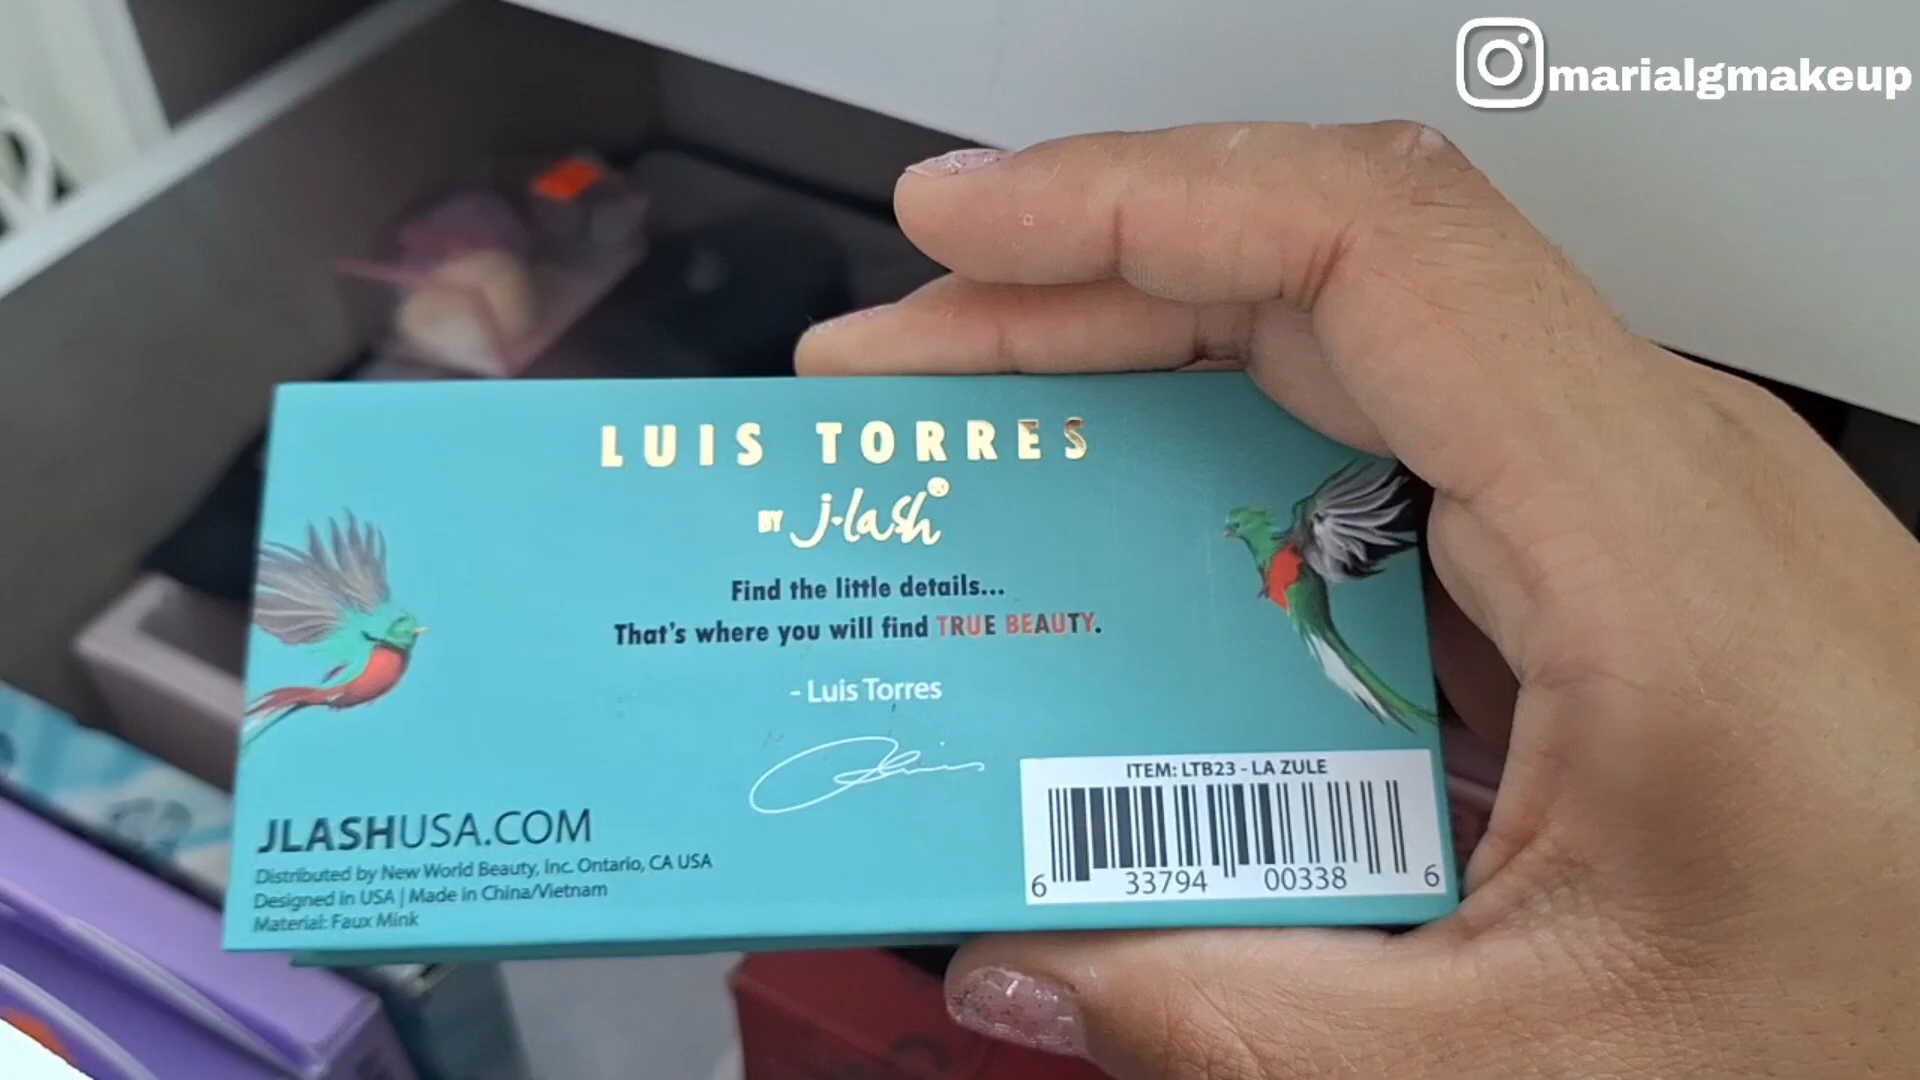 marialgmakeup
LUIS TORRES
BY j-lash
Find the little details...
That's where you will find TRUE BEAUTY.
- Luis Torres
JLASHUSA.COM
Distributed by New World Beauty, Inc. Ontario, CA USA
Designed in USA | Made in China/Vietnam
Material: Faux Mink
ITEM: LTB23 - LA ZULE
6 33794 00338 6